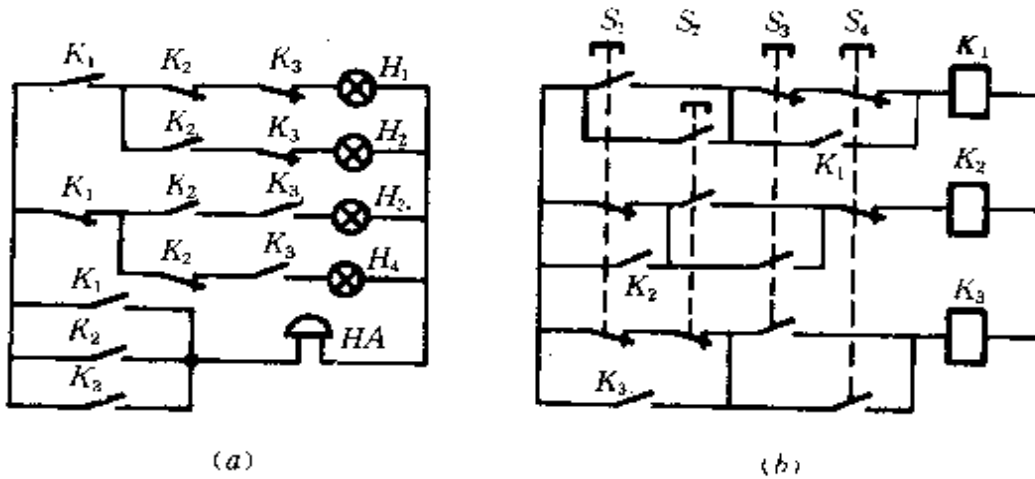 S₁ S₂ S₃ S₄
K₁ K₂ K₃ H₁ K₁
K₂ K₃ H₂ K₁
K₁ K₂ K₃ H₂. K₂
K₂ K₃ H₄
K₁ K₂ K₃
K₂ HA
K₂ K₃.
(a) (b)